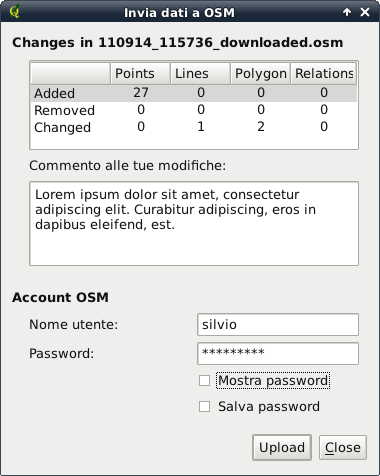 Invia dati a OSM
Changes in 110914_115736_downloaded.osm
Points Lines Polygon Relations
Added 27 0 0 0
Removed 0 0 0 0
Changed 0 1 2 0
Commento alle tue modifiche:
Lorem ipsum dolor sit amet, consectetur
adipiscing elit. Curabitur adipiscing, eros in
dapibus eleifend, est.
Account OSM
Nome utente: silvio
Password: *********
Mostra password
Salva password
Upload Close